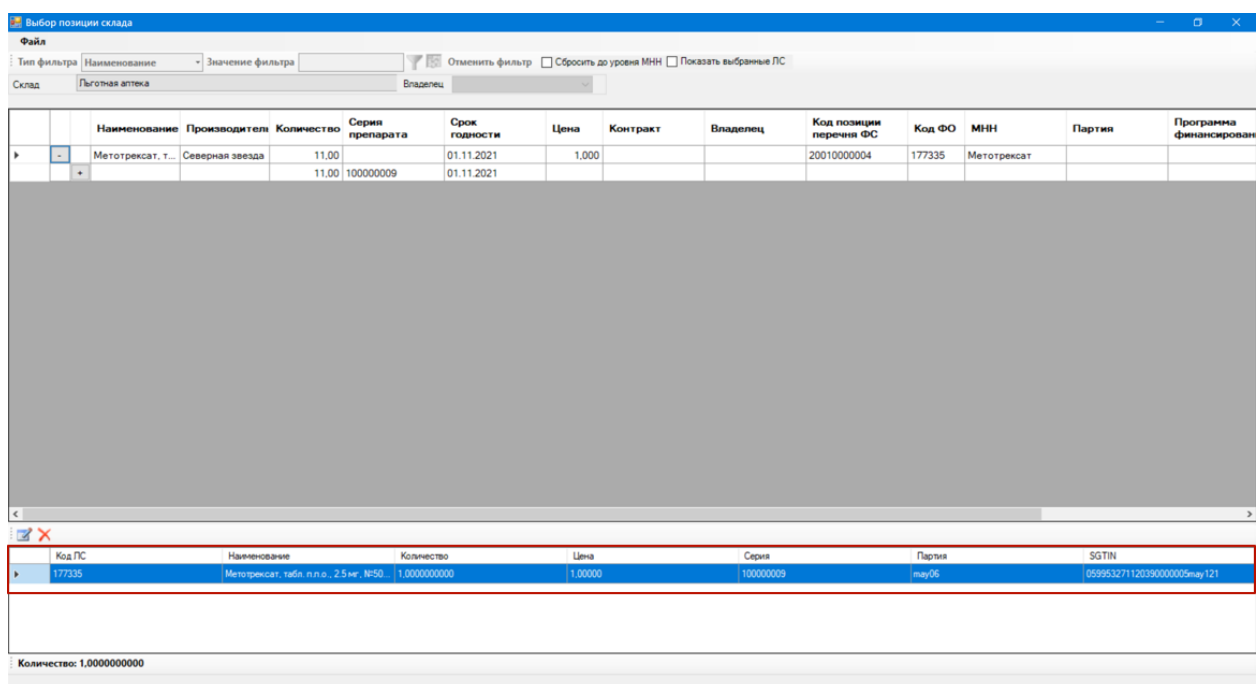 Выбор позиции склада
Файл
Тип фильтра Наименование Значение фильтра Отменить фильтр Сбросить до уровня МНН Показать выбранные ЛС
Склад Льготная аптека Владелец
Наименование Производитель Количество Серия препарата Срок годности Цена Контракт Владелец Код позиции перечня ФС Код ФО МНН Партия Программа финансирован
- Метотрексат, т... Северная звезда 11,00 01.11.2021 1,000 20010000004 177335 Метотрексат
+ 11,00 100000009 01.11.2021
Код ПС Наименование Количество Цена Серия Партия SGTIN
177335 Метотрексат, табл. п.п.о., 2.5 мг, №50... 1,0000000000 1,00000 100000009 may06 059953271120390000005may121
Количество: 1,0000000000